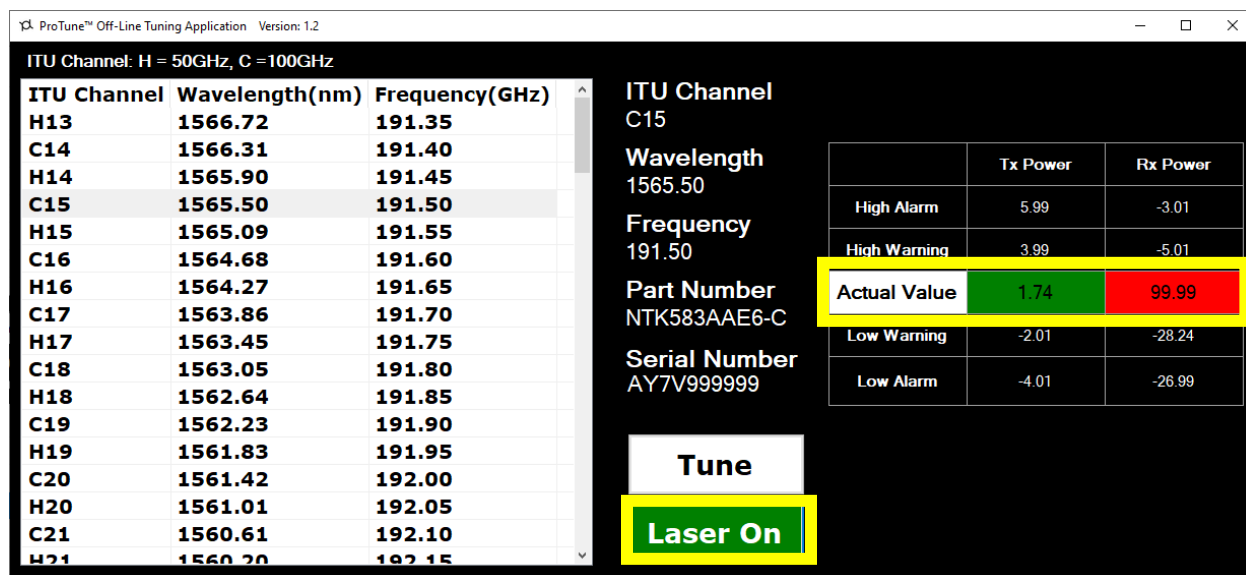 ProTune™ Off-Line Tuning Application Version: 1.2
ITU Channel: H = 50GHz, C =100GHz
ITU Channel Wavelength(nm) Frequency(GHz)
H13 1566.72 191.35
C14 1566.31 191.40
H14 1565.90 191.45
C15 1565.50 191.50
H15 1565.09 191.55
C16 1564.68 191.60
H16 1564.27 191.65
C17 1563.86 191.70
H17 1563.45 191.75
C18 1563.05 191.80
H18 1562.64 191.85
C19 1562.23 191.90
H19 1561.83 191.95
C20 1561.42 192.00
H20 1561.01 192.05
C21 1560.61 192.10
H21 1560.20 192.15
ITU Channel
C15
Wavelength
1565.50
Frequency
191.50
Part Number
NTK583AAE6-C
Serial Number
AY7V999999
Tune
Laser On
Tx Power Rx Power
High Alarm 5.99 -3.01
High Warning 3.99 -5.01
Actual Value 1.74 99.99
Low Warning -2.01 -28.24
Low Alarm -4.01 -26.99